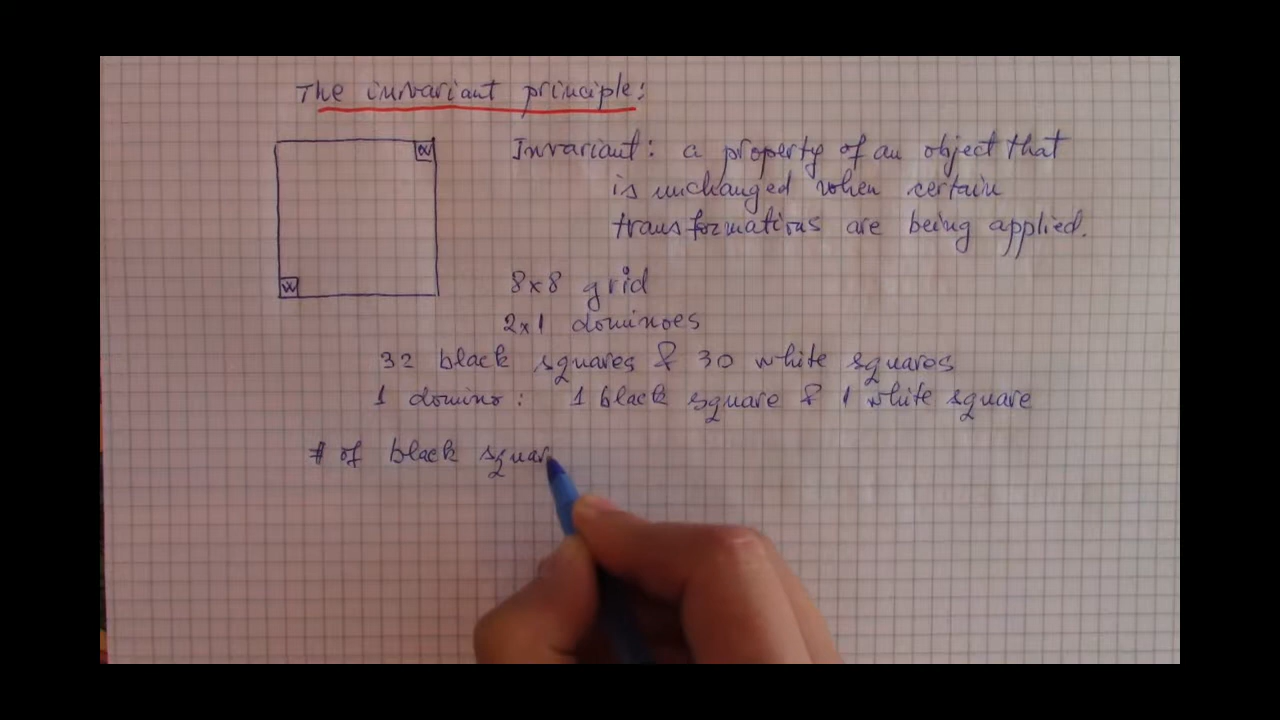 The invariant principle:
W
Invariant: a property of an object that
is unchanged when certain
transformations are being applied.
W
8x8 grid
2x1 dominoes
32 black squares & 30 white squares
1 domino: 1 black square & 1 white square
# of black squar